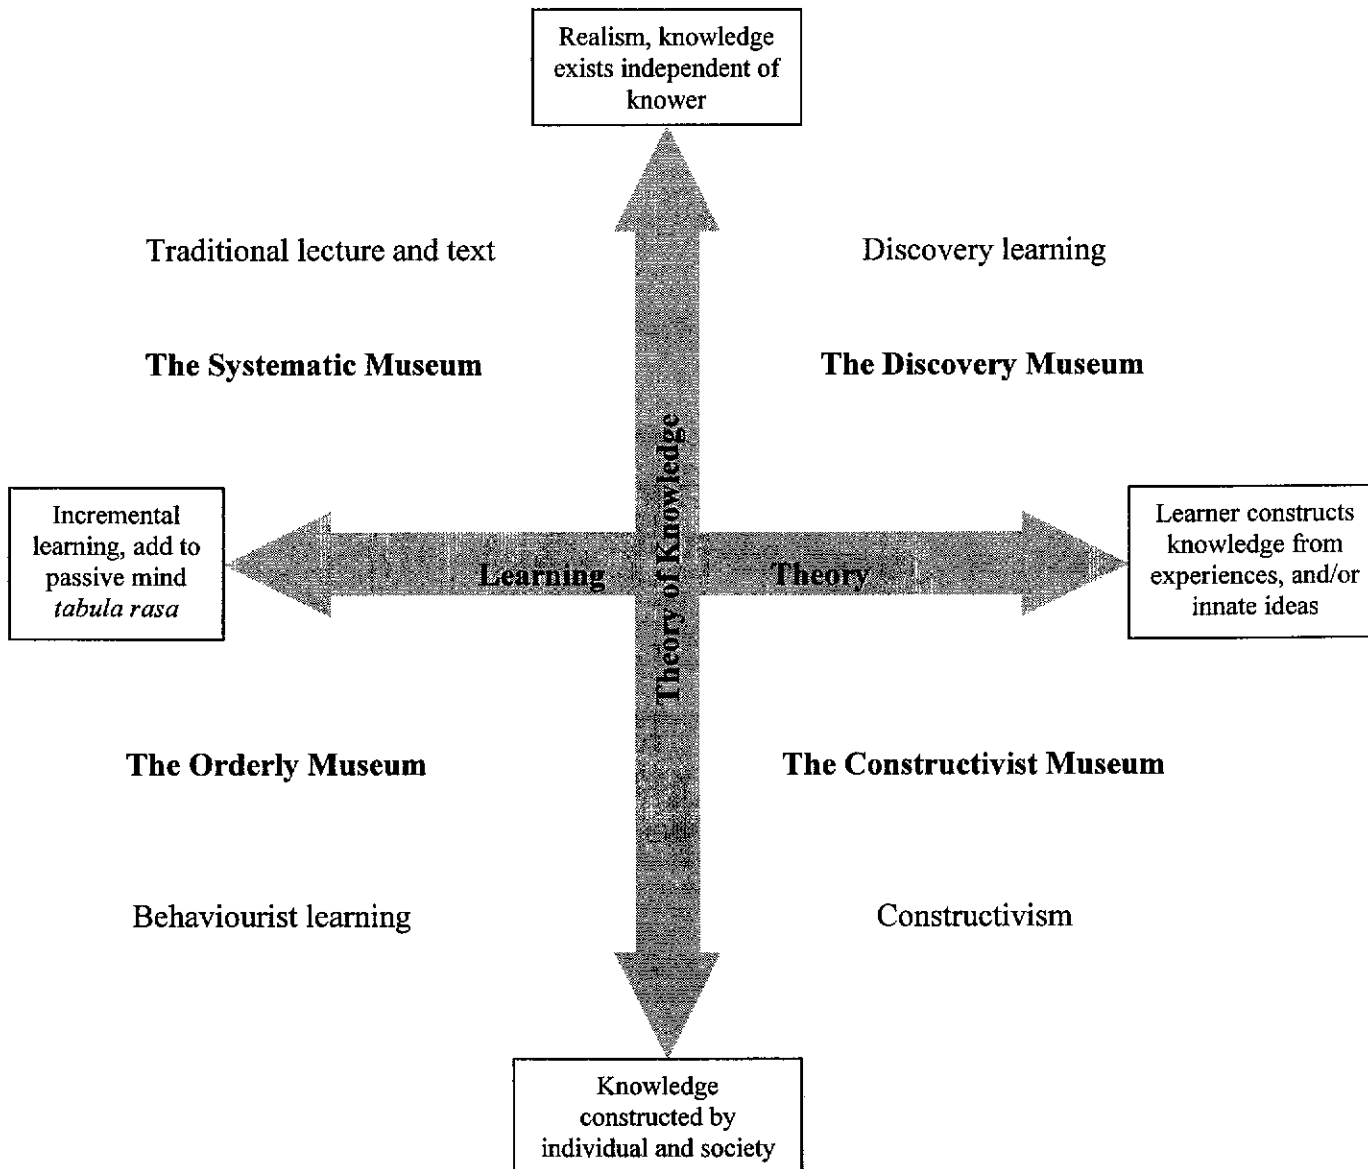 Realism, knowledge
exists independent of
knower
Traditional lecture and text
Discovery learning
The Systematic Museum
The Discovery Museum
Theory of Knowledge
Incremental
learning, add to
passive mind
tabula rasa
Learning
Theory
Learner constructs
knowledge from
experiences, and/or
innate ideas
The Orderly Museum
The Constructivist Museum
Behaviourist learning
Constructivism
Knowledge
constructed by
individual and society